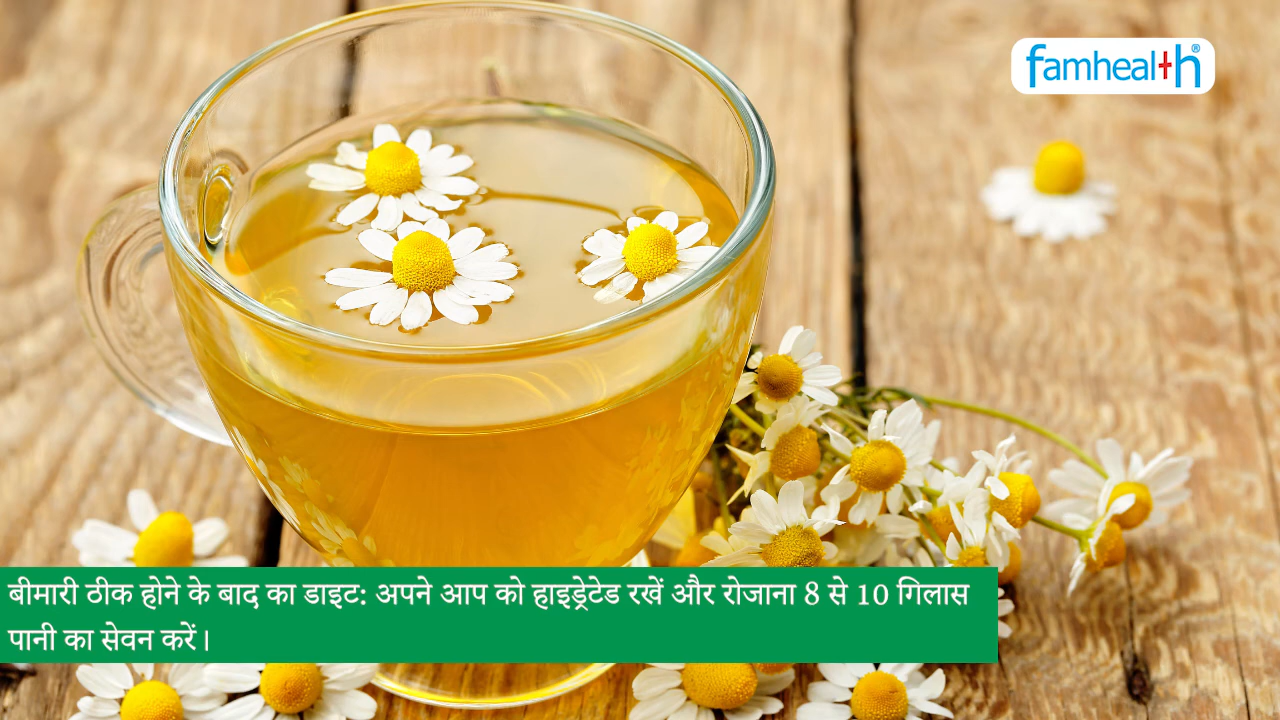 famhealth®
बीमारी ठीक होने के बाद का डाइट: अपने आप को हाइड्रेटेड रखें और रोजाना 8 से 10 गिलास
पानी का सेवन करें।